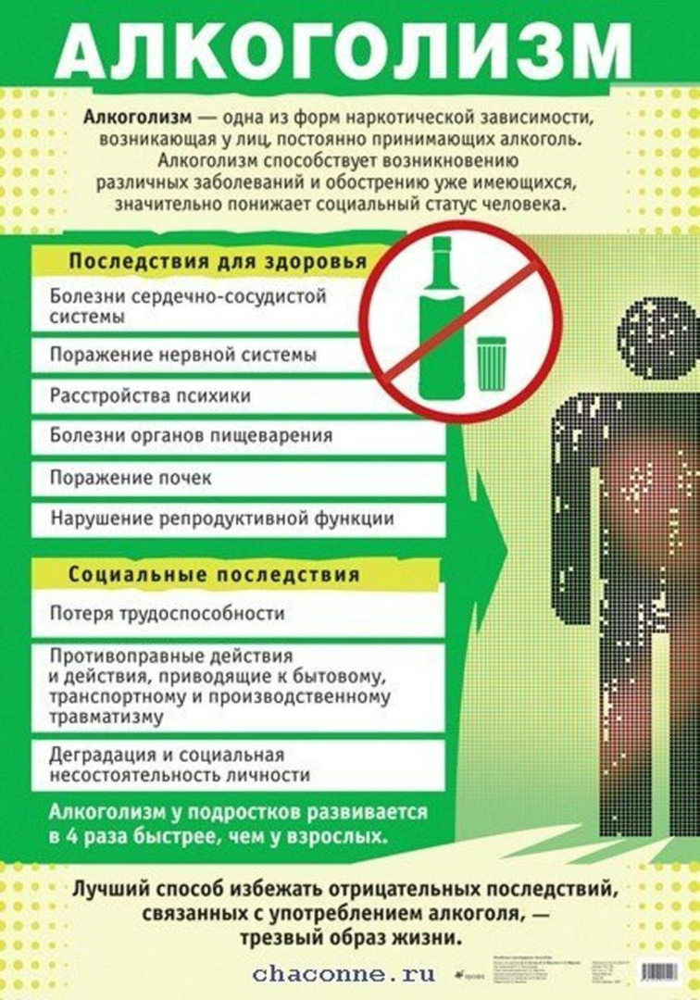 АЛКОГОЛИЗМ
Алкоголизм — одна из форм наркотической зависимости,
возникающая у лиц, постоянно принимающих алкоголь.
Алкоголизм способствует возникновению
различных заболеваний и обострению уже имеющихся,
значительно понижает социальный статус человека.
Последствия для здоровья
Болезни сердечно-сосудистой
системы
Поражение нервной системы
Расстройства психики
Болезни органов пищеварения
Поражение почек
Нарушение репродуктивной функции
Социальные последствия
Потеря трудоспособности
Противоправные действия
и действия, приводящие к бытовому,
транспортному и производственному
травматизму
Деградация и социальная
несостоятельность личности
Алкоголизм у подростков развивается
в 4 раза быстрее, чем у взрослых.
Лучший способ избежать отрицательных последствий,
связанных с употреблением алкоголя, —
трезвый образ жизни.
chaconne.ru